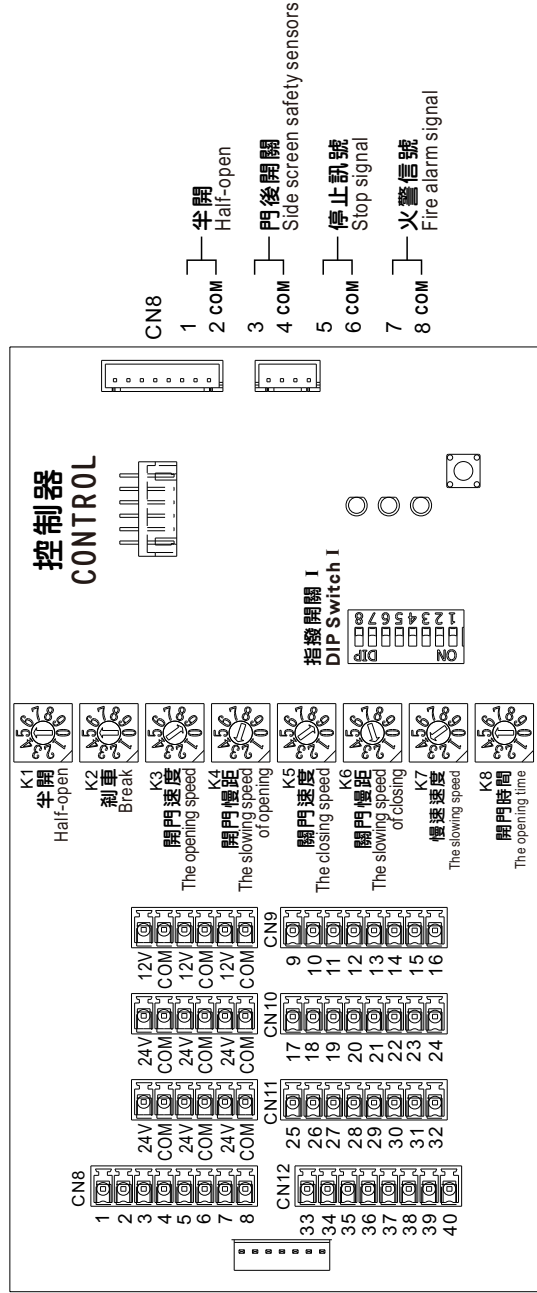 控制器
CONTROL
CN8
1
2 COM
半開
Half-open
3
4 COM
門後開關
Side screen safety sensors
5
6 COM
停止訊號
Stop signal
7
8 COM
火警信號
Fire alarm signal
指撥開關 I
DIP Switch I
ON DIP
1 2 3 4 5 6 7 8
K1
半開
Half-open
K2
剎車
Break
K3
開門速度
The opening speed
K4
開門慢距
The slowing speed
of opening
K5
關門速度
The closing speed
K6
關門慢距
The slowing speed
of closing
K7
慢速速度
The slowing speed
K8
開門時間
The opening time
12V
COM
12V
COM
12V
COM
CN9
9
10
11
12
13
14
15
16
24V
COM
24V
COM
24V
COM
CN10
17
18
19
20
21
22
23
24
24V
COM
24V
COM
24V
COM
CN11
25
26
27
28
29
30
31
32
CN8
1
2
3
4
5
6
7
8
CN12
33
34
35
36
37
38
39
40